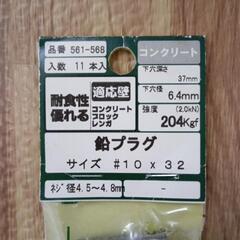 品番 561-568
入数 11 本入
耐食性
優れる
適応壁
コンクリート
ブロック
レンガ
コンクリート
下穴深さ
37mm
下穴径
6.4mm
強度 (2.0kN)
204Kgf
鉛プラグ
サイズ #10×32
ネジ径4.5~4.8mm
-